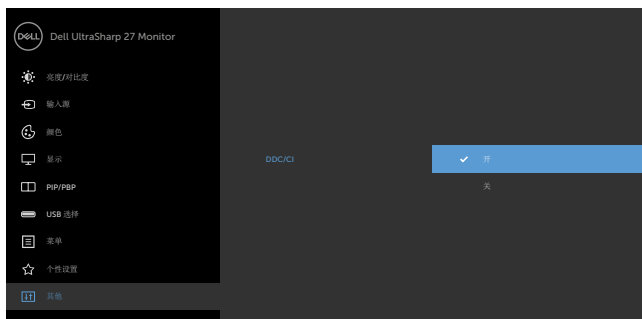 DELL Dell UltraSharp 27 Monitor
亮度/对比度
输入源
颜色
显示
DDC/CI
开
关
PIP/PBP
USB 选择
菜单
个性设置
其他